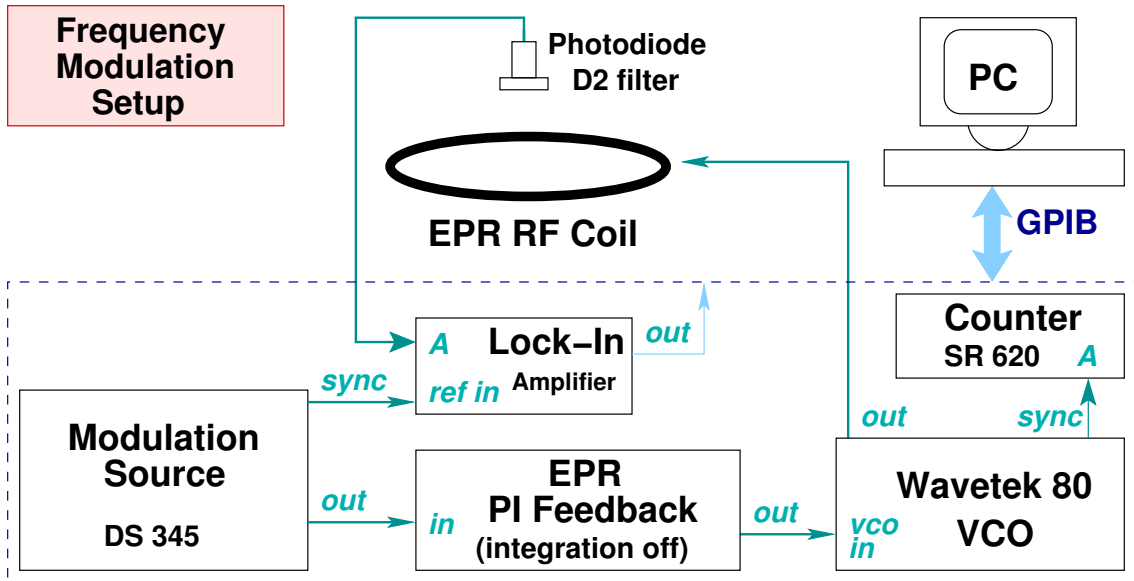 Frequency
Modulation
Setup
Photodiode
D2 filter
PC
EPR RF Coil
GPIB
A
Lock–In
Amplifier
ref in
out
Counter
SR 620
A
sync
out
sync
Modulation
Source
DS 345
out
in
EPR
PI Feedback
(integration off)
out
vco
in
Wavetek 80
VCO